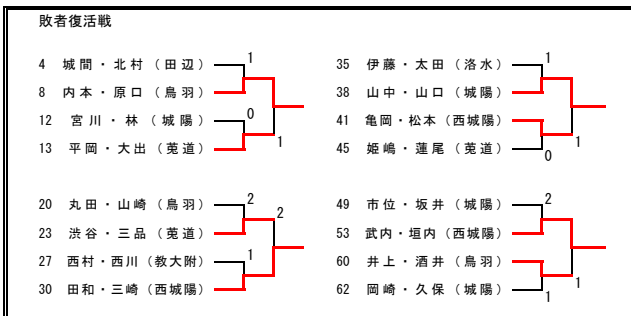 敗者復活戦
4 城間・北村 (田辺) 1
8 内本・原口 (鳥羽)
12 宮川・林 (城陽) 0
13 平岡・大出 (莵道) 1
20 丸田・山崎 (鳥羽) 2
2
23 渋谷・三品 (莵道)
27 西村・西川 (教大附) 1
30 田和・三崎 (西城陽)
35 伊藤・太田 (洛水) 1
38 山中・山口 (城陽)
41 亀岡・松本 (西城陽) 1
45 姫嶋・蓮尾 (莵道) 0
49 市位・坂井 (城陽) 2
53 武内・垣内 (西城陽)
60 井上・酒井 (鳥羽) 1
62 岡崎・久保 (城陽) 1